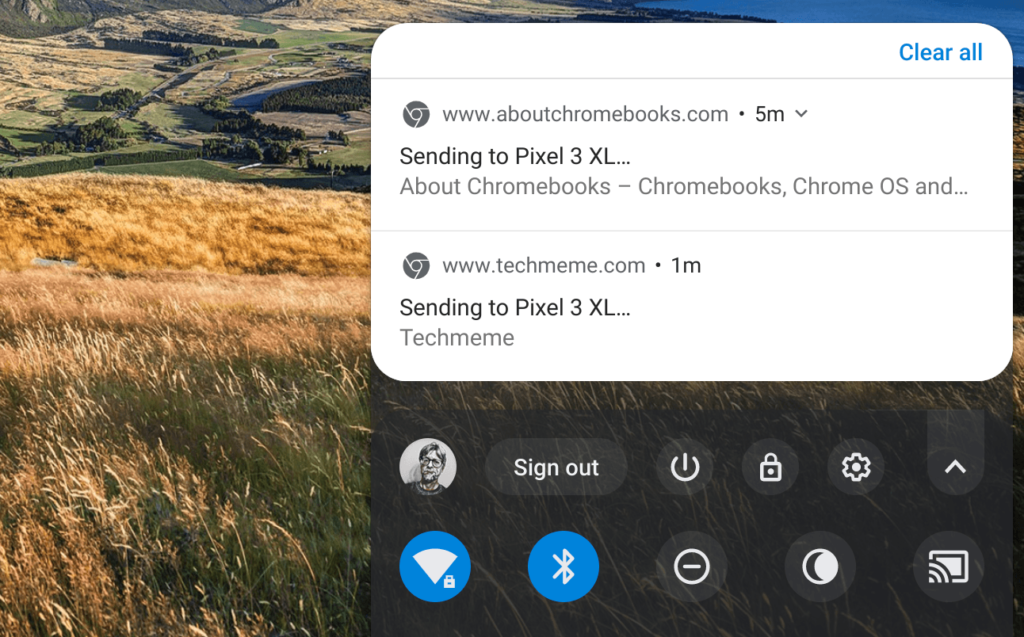 Clear all
www.aboutchromebooks.com • 5m
Sending to Pixel 3 XL...
About Chromebooks – Chromebooks, Chrome OS and...
www.techmeme.com • 1m
Sending to Pixel 3 XL...
Techmeme
Sign out